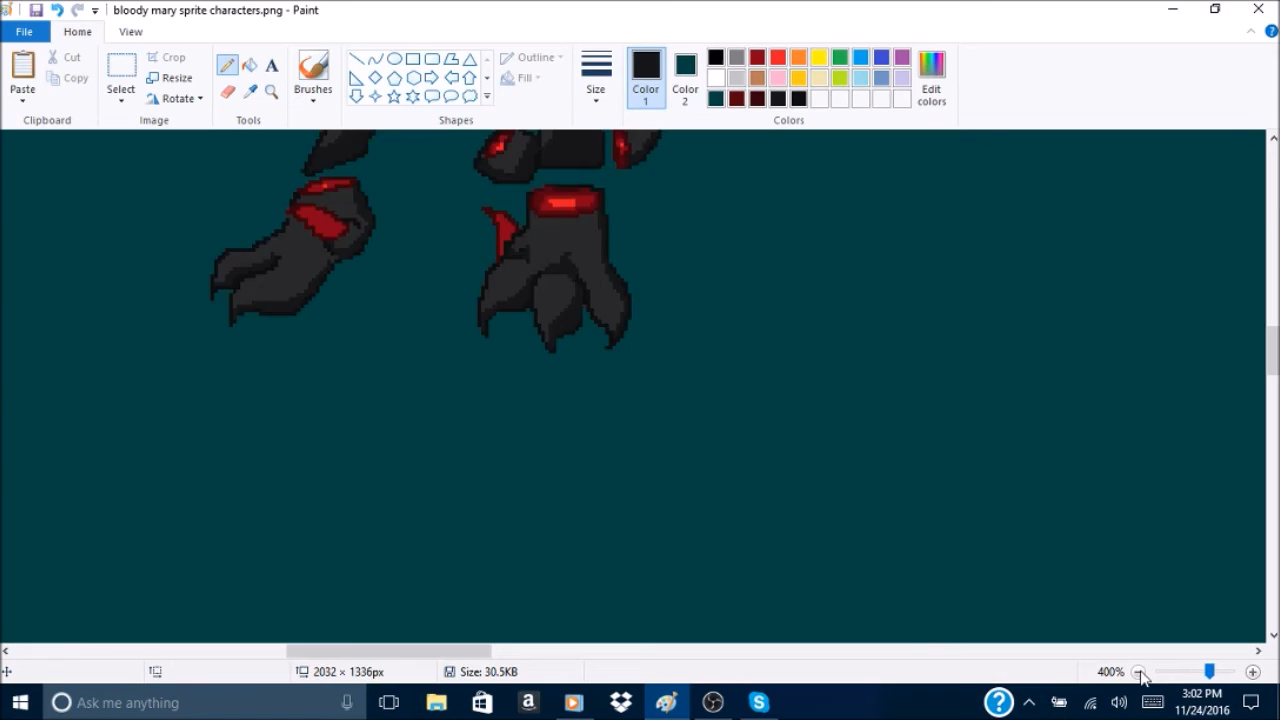 bloody mary sprite characters.png - Paint
File
Home
View
Paste
Cut
Copy
Clipboard
Select
Crop
Resize
Rotate
Image
A
Tools
Brushes
Outline
Fill
Shapes
Size
Color 1
Color 2
Edit colors
Colors
2032 × 1336px
Size: 30.5KB
400%
Ask me anything
3:02 PM
11/24/2016